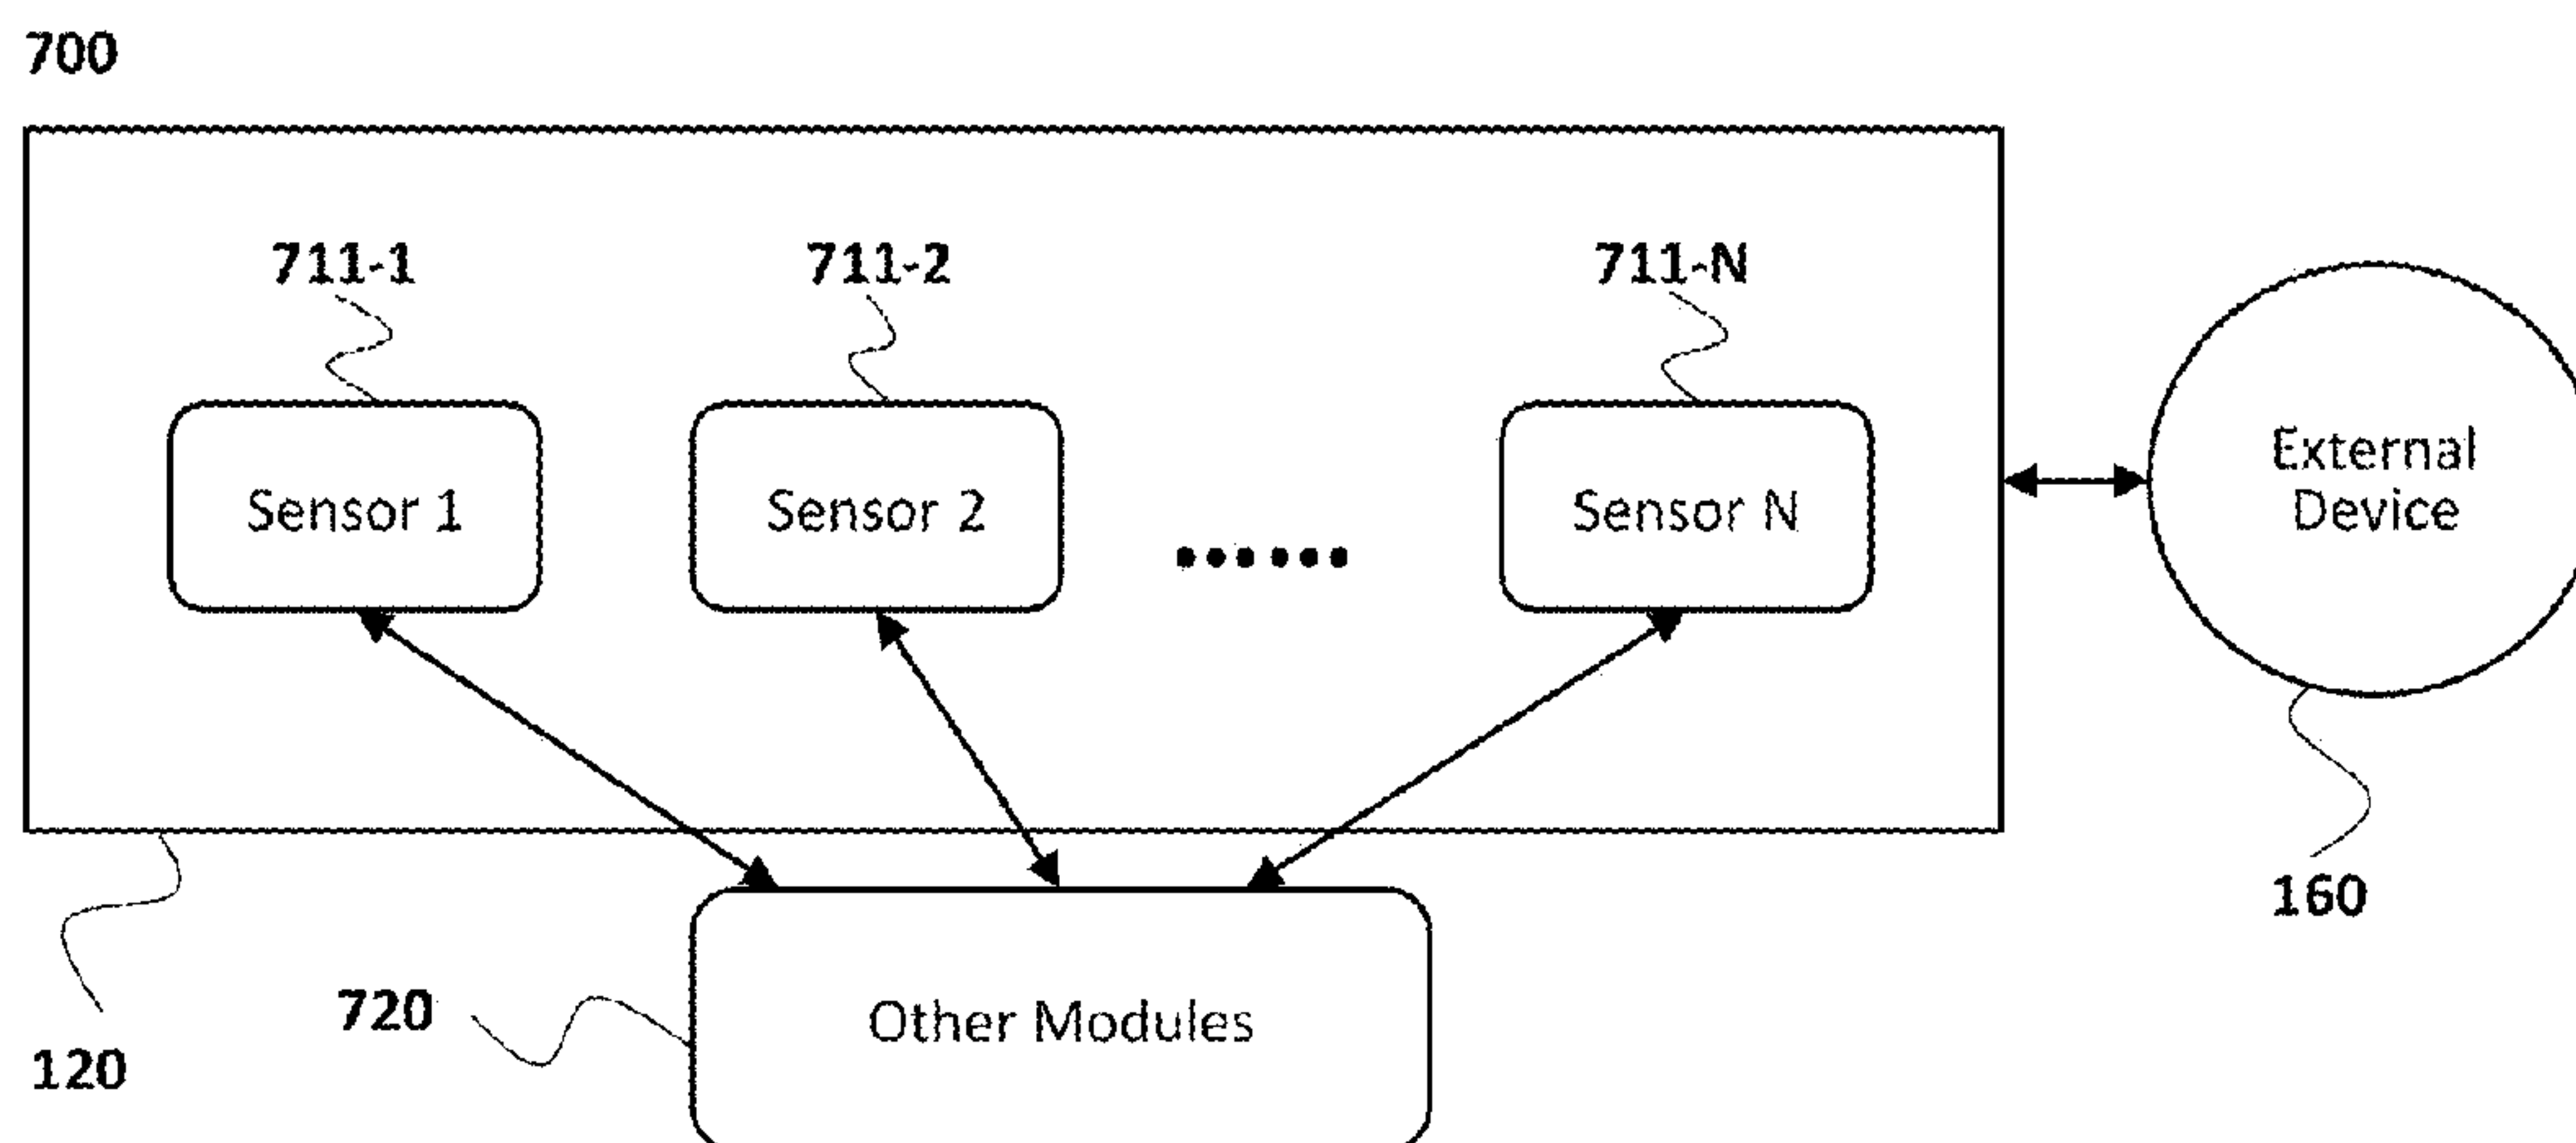 700
711-1
711-2
711-N
Sensor 1
Sensor 2
......
Sensor N
External
Device
160
720
Other Modules
120